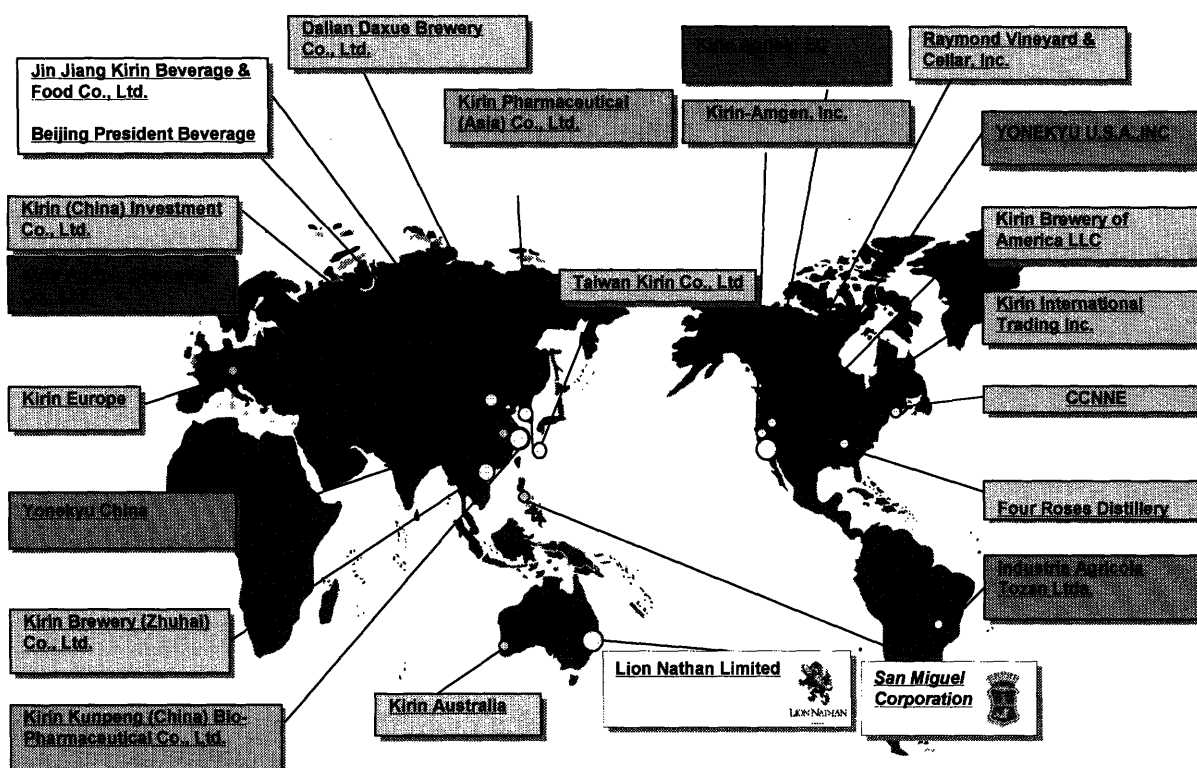 Dalian Daxue Brewery
Co., Ltd.
Raymond Vineyard &
Cellar, Inc.
Jin Jiang Kirin Beverage &
Food Co., Ltd.
Beijing President Beverage
Kirin Pharmaceutical
(Asia) Co., Ltd.
Kirin-Amgen, Inc.
YONEKYU U.S.A. INC
Kirin (China) Investment
Co., Ltd.
Kirin Brewery of
America LLC
Taiwan Kirin Co., Ltd
Kirin International
Trading Inc.
Kirin Europe
CCNNE
Yonekyu China
Four Roses Distillery
Industria Agricola
Tozan Ltda.
Kirin Brewery (Zhuhai)
Co., Ltd.
Lion Nathan Limited
LION NATHAN
San Miguel
Corporation
Kirin Australia
Kirin Kunpeng (China) Bio-
Pharmaceutical Co., Ltd.